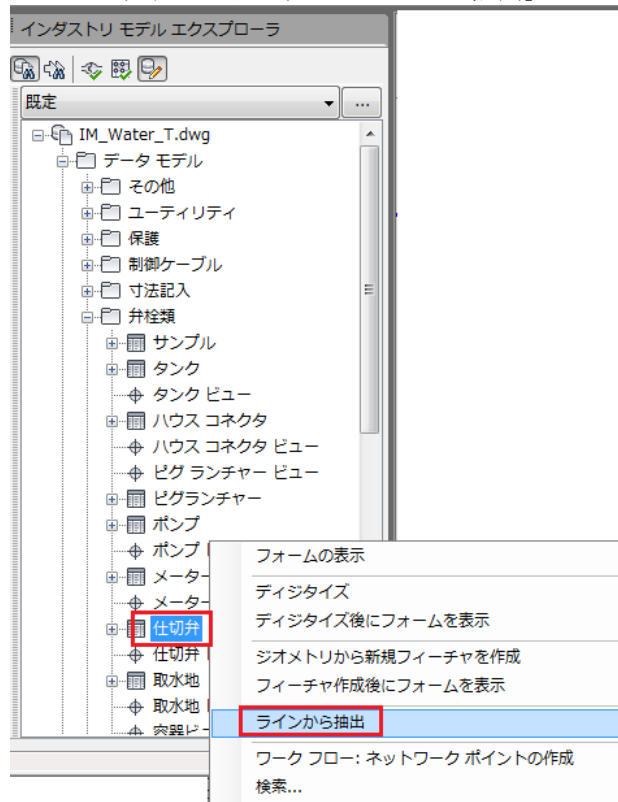 インダストリ モデル エクスプローラ
既定
...
IM_Water_T.dwg
データ モデル
その他
ユーティリティ
保護
制御ケーブル
寸法記入
弁栓類
サンプル
タンク
タンク ビュー
ハウス コネクタ
ハウス コネクタ ビュー
ピグ ランチャー ビュー
ピグランチャー
ポンプ
ポンプ
メーター
メーター
仕切弁
仕切弁
取水地
取水地
フォームの表示
ディジタイズ
ディジタイズ後にフォームを表示
ジオメトリから新規フィーチャを作成
フィーチャ作成後にフォームを表示
ラインから抽出
ワーク フロー: ネットワーク ポイントの作成
検索...